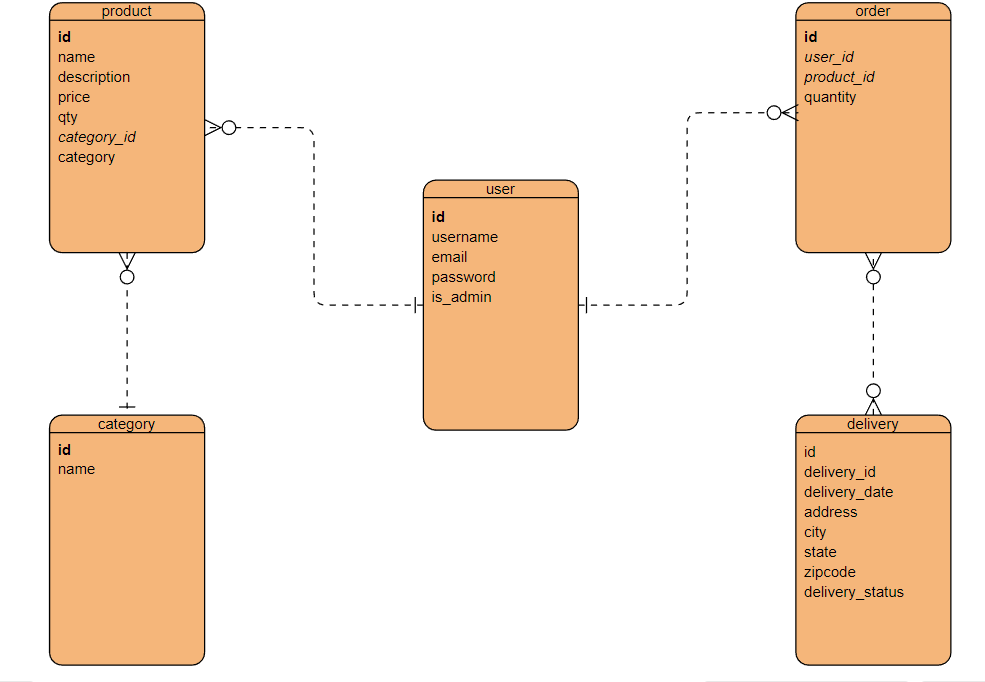 product
id
name
description
price
qty
category_id
category
order
id
user_id
product_id
quantity
user
id
username
email
password
is_admin
category
id
name
delivery
id
delivery_id
delivery_date
address
city
state
zipcode
delivery_status